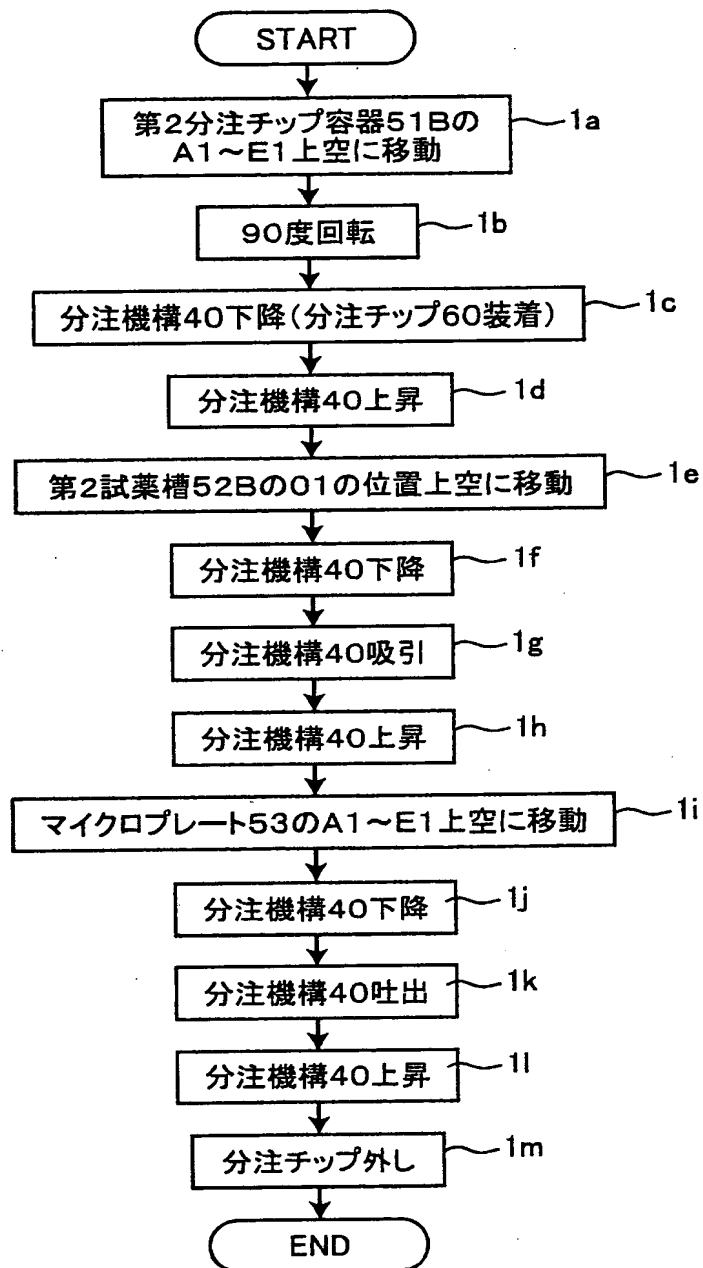 START
第2分注チップ容器51Bの
A1～E1上空に移動
1a
90度回転
1b
分注機構40下降(分注チップ60装着)
1c
分注機構40上昇
1d
第2試薬槽52Bの01の位置上空に移動
1e
分注機構40下降
1f
分注機構40吸引
1g
分注機構40上昇
1h
マイクロプレート53のA1～E1上空に移動
1i
分注機構40下降
1j
分注機構40吐出
1k
分注機構40上昇
1l
分注チップ外し
1m
END